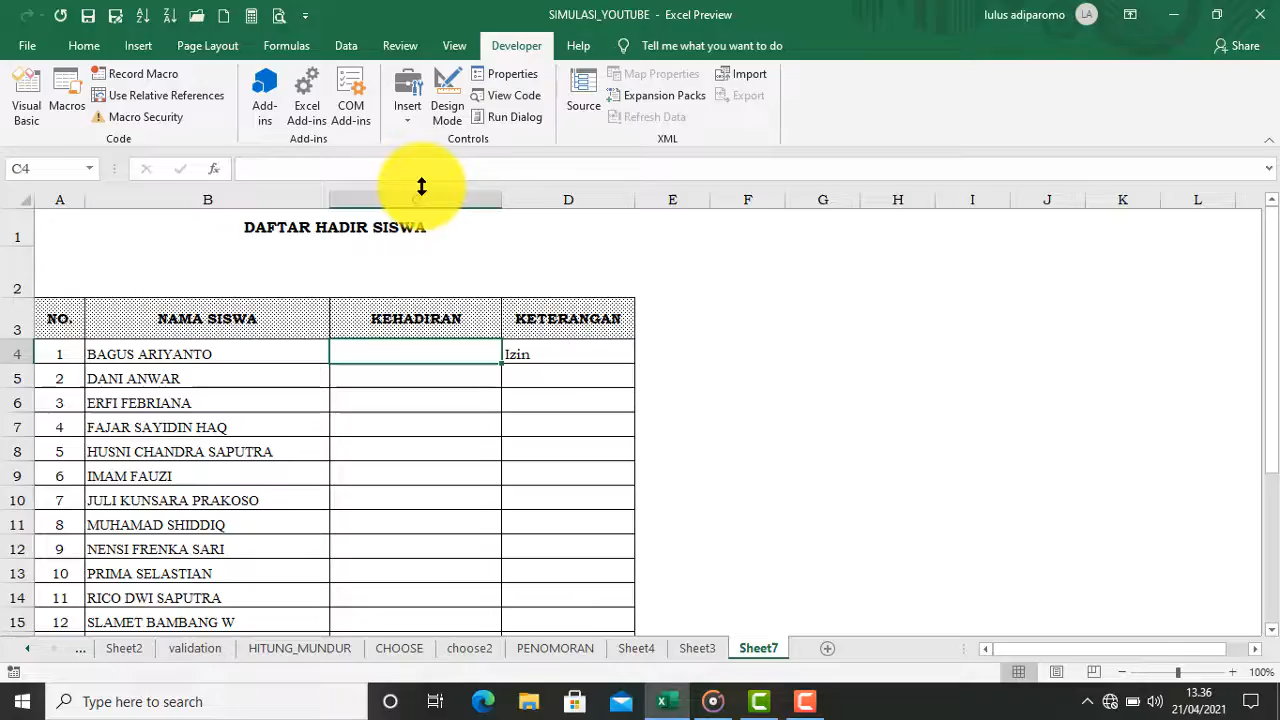 SIMULASI_YOUTUBE - Excel Preview
lulus adiparomo LA
File Home Insert Page Layout Formulas Data Review View Developer Help Tell me what you want to do Share
Visual Basic
Macros
Record Macro
Use Relative References
Macro Security
Code
Add-ins
Excel Add-ins
COM Add-ins
Add-ins
Insert
Design Mode
Properties
View Code
Run Dialog
Controls
Source
Map Properties
Expansion Packs
Refresh Data
Import
Export
XML
C4 fx
A B C D E F G H I J K L
1 DAFTAR HADIR SISWA
2
3 NO. NAMA SISWA KEHADIRAN KETERANGAN
4 1 BAGUS ARIYANTO Izin
5 2 DANI ANWAR
6 3 ERFI FEBRIANA
7 4 FAJAR SAYIDIN HAQ
8 5 HUSNI CHANDRA SAPUTRA
9 6 IMAM FAUZI
10 7 JULI KUNSARA PRAKOSO
11 8 MUHAMAD SHIDDIQ
12 9 NENSI FRENKA SARI
13 10 PRIMA SELASTIAN
14 11 RICO DWI SAPUTRA
15 12 SLAMET BAMBANG W
... Sheet2 validation HITUNG_MUNDUR CHOOSE choose2 PENOMORAN Sheet4 Sheet3 Sheet7
100%
Type here to search
13.36
21/04/2021